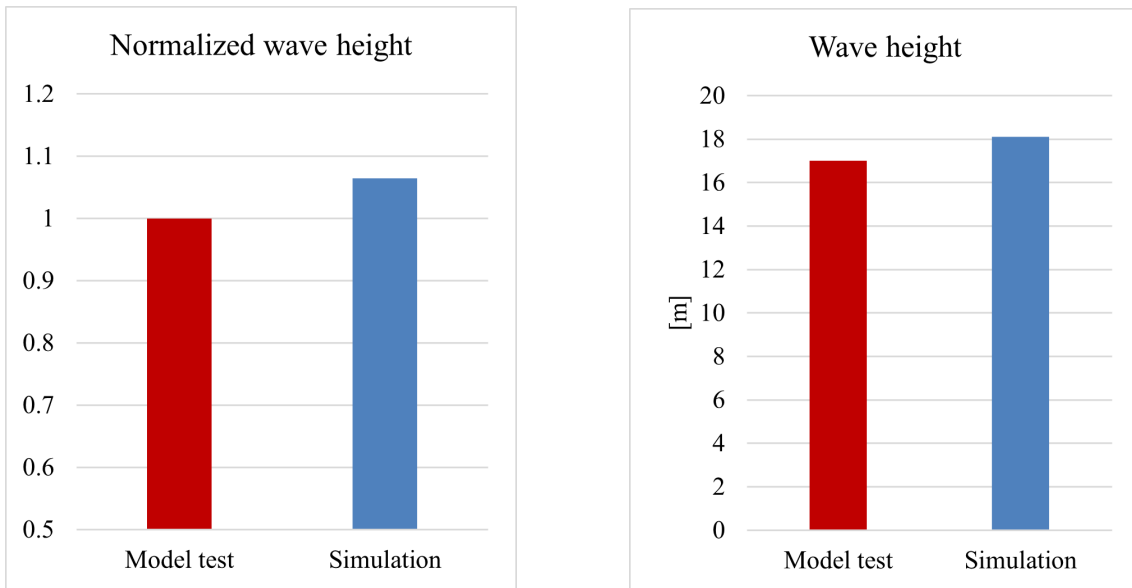 Normalized wave height
1.2
1.1
1
0.9
0.8
0.7
0.6
0.5
Model test
Simulation
Wave height
[m]
20
18
16
14
12
10
8
6
4
2
0
Model test
Simulation